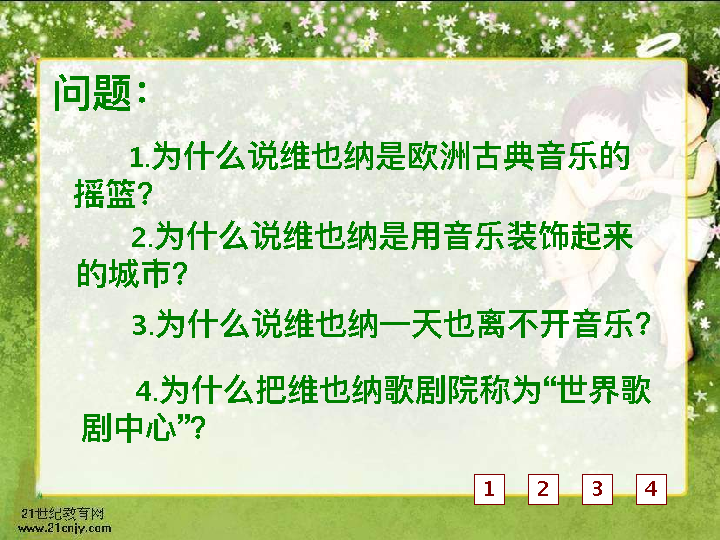 问题：
1.为什么说维也纳是欧洲古典音乐的
摇篮？
2.为什么说维也纳是用音乐装饰起来
的城市？
3.为什么说维也纳一天也离不开音乐？
4.为什么把维也纳歌剧院称为“世界歌
剧中心”？
1 2 3 4
21世纪教育网
www.21cnjy.com